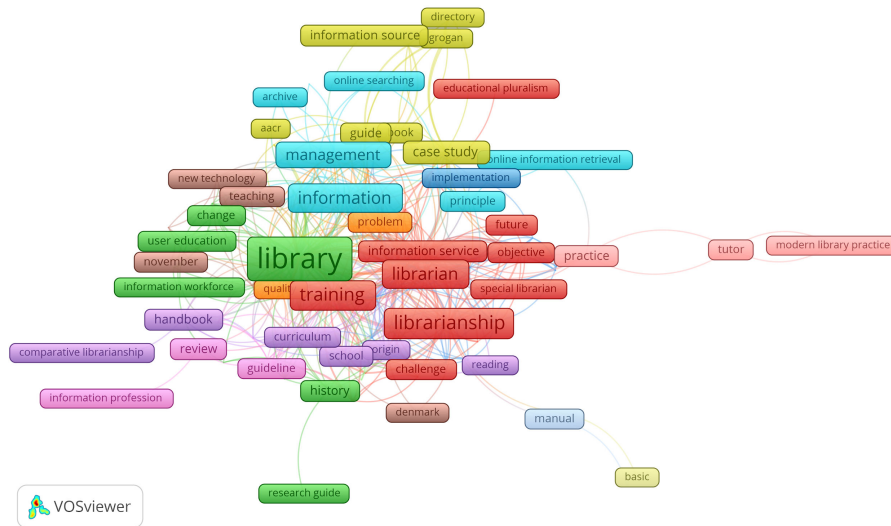 directory
information source
grogan
online searching
educational pluralism
archive
aacr
guide
book
case study
management
online information retrieval
new technology
implementation
teaching
information
principle
change
problem
future
user education
library
information service
objective
practice
tutor
modern library practice
november
librarian
information workforce
qualit
training
special librarian
handbook
librarianship
curriculum
comparative librarianship
review
school
origin
guideline
challenge
reading
information profession
history
denmark
manual
basic
research guide
VOSviewer